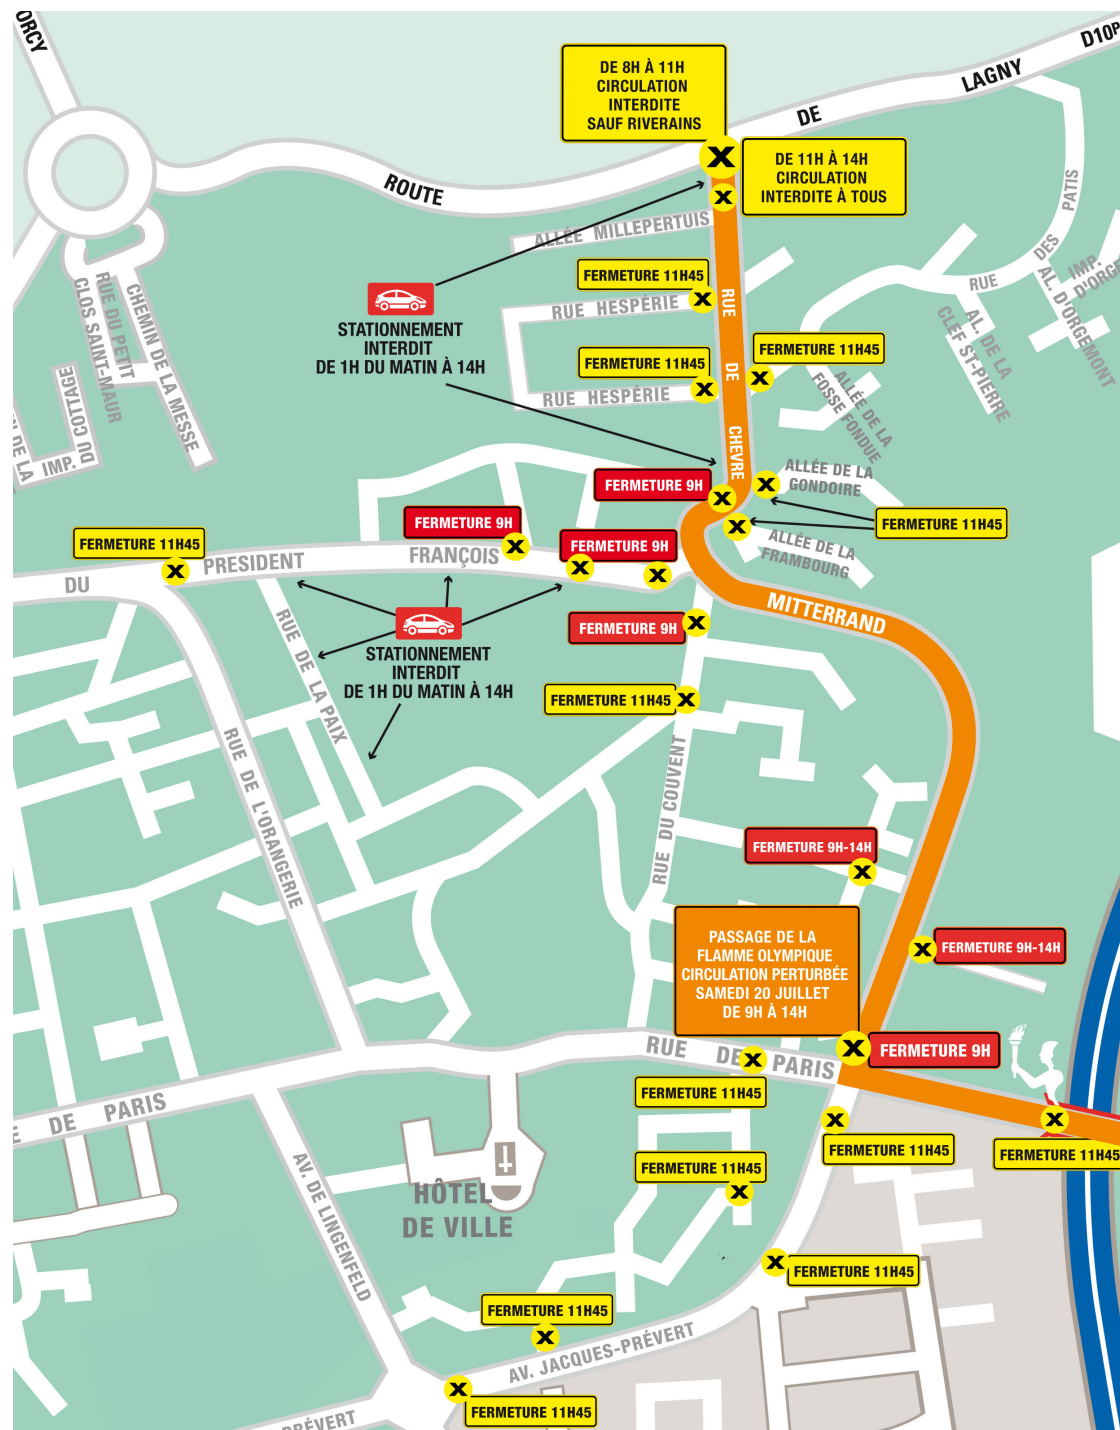 ORCY
D10P
LAGNY
DE
ROUTE
DE 8H À 11H
CIRCULATION
INTERDITE
SAUF RIVERAINS
DE 11H À 14H
CIRCULATION
INTERDITE À TOUS
ALLÉE MILLEPERTUIS
PATIS
DES
RUE
IMP.
D'ORGE
AL. D'ORGEMONT
AL. DE LA
CLEF ST-PIERRE
FERMETURE 11H45
RUE HESPÉRIE
RUE
DE
CHEVRE
STATIONNEMENT
INTERDIT
DE 1H DU MATIN À 14H
CHEMIN DE LA MESSE
RUE DU PETIT
CLOS SAINT-MAUR
FERMETURE 11H45
FERMETURE 11H45
RUE HESPÉRIE
ALLÉE DE LA
FOSSE FONDUE
DU COTTAGE
IMP.
DE LA
FERMETURE 9H
ALLÉE DE LA
GONDOIRE
FERMETURE 11H45
FERMETURE 9H
FERMETURE 9H
FERMETURE 11H45
ALLÉE DE LA
FRAMBOURG
DU
PRESIDENT
FRANÇOIS
MITTERRAND
RUE DE LA PAIX
STATIONNEMENT
INTERDIT
DE 1H DU MATIN À 14H
FERMETURE 9H
FERMETURE 11H45
RUE DE L'ORANGERIE
RUE DU COUVENT
FERMETURE 9H-14H
PASSAGE DE LA
FLAMME OLYMPIQUE
CIRCULATION PERTURBÉE
SAMEDI 20 JUILLET
DE 9H À 14H
FERMETURE 9H-14H
FERMETURE 9H
RUE DE PARIS
E DE PARIS
FERMETURE 11H45
FERMETURE 11H45
FERMETURE 11H45
FERMETURE 11H45
HÔTEL
DE VILLE
AV. DE LINGENFELD
FERMETURE 11H45
FERMETURE 11H45
AV. JACQUES-PRÉVERT
FERMETURE 11H45
PRÉVERT